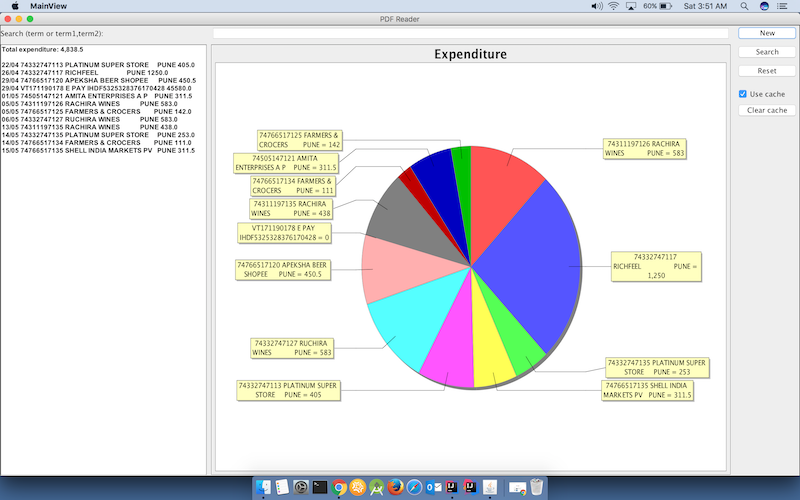 MainView
60%
Sat 3:51 AM
PDF Reader
Search (term or term1,term2):
New
Search
Reset
Use cache
Clear cache
Total expenditure: 4,838.5
22/04 74332747113 PLATINUM SUPER STORE PUNE 405.0
26/04 74332747117 RICHFEEL PUNE 1250.0
29/04 74766517120 APEKSHA BEER SHOPEE PUNE 450.5
29/04 VT171190178 E PAY IHDF5325328376170428 45580.0
01/05 74505147121 AMITA ENTERPRISES A P PUNE 311.5
05/05 74311197126 RACHIRA WINES PUNE 583.0
05/05 74766517125 FARMERS & CROCERS PUNE 142.0
06/05 74332747127 RUCHIRA WINES PUNE 583.0
13/05 74311197135 RACHIRA WINES PUNE 438.0
14/05 74332747135 PLATINUM SUPER STORE PUNE 253.0
14/05 74766517134 FARMERS & CROCERS PUNE 111.0
15/05 74766517135 SHELL INDIA MARKETS PV PUNE 311.5
Expenditure
74766517125 FARMERS &
CROCERS PUNE = 142
74505147121 AMITA
ENTERPRISES A P PUNE = 311.5
74766517134 FARMERS &
CROCERS PUNE = 111
74311197135 RACHIRA
WINES PUNE = 438
VT171190178 E PAY
IHDF5325328376170428 = 0
74766517120 APEKSHA BEER
SHOPEE PUNE = 450.5
74332747127 RUCHIRA
WINES PUNE = 583
74332747113 PLATINUM SUPER
STORE PUNE = 405
74311197126 RACHIRA
WINES PUNE = 583
74332747117
RICHFEEL PUNE =
1,250
74332747135 PLATINUM SUPER
STORE PUNE = 253
74766517135 SHELL INDIA
MARKETS PV PUNE = 311.5